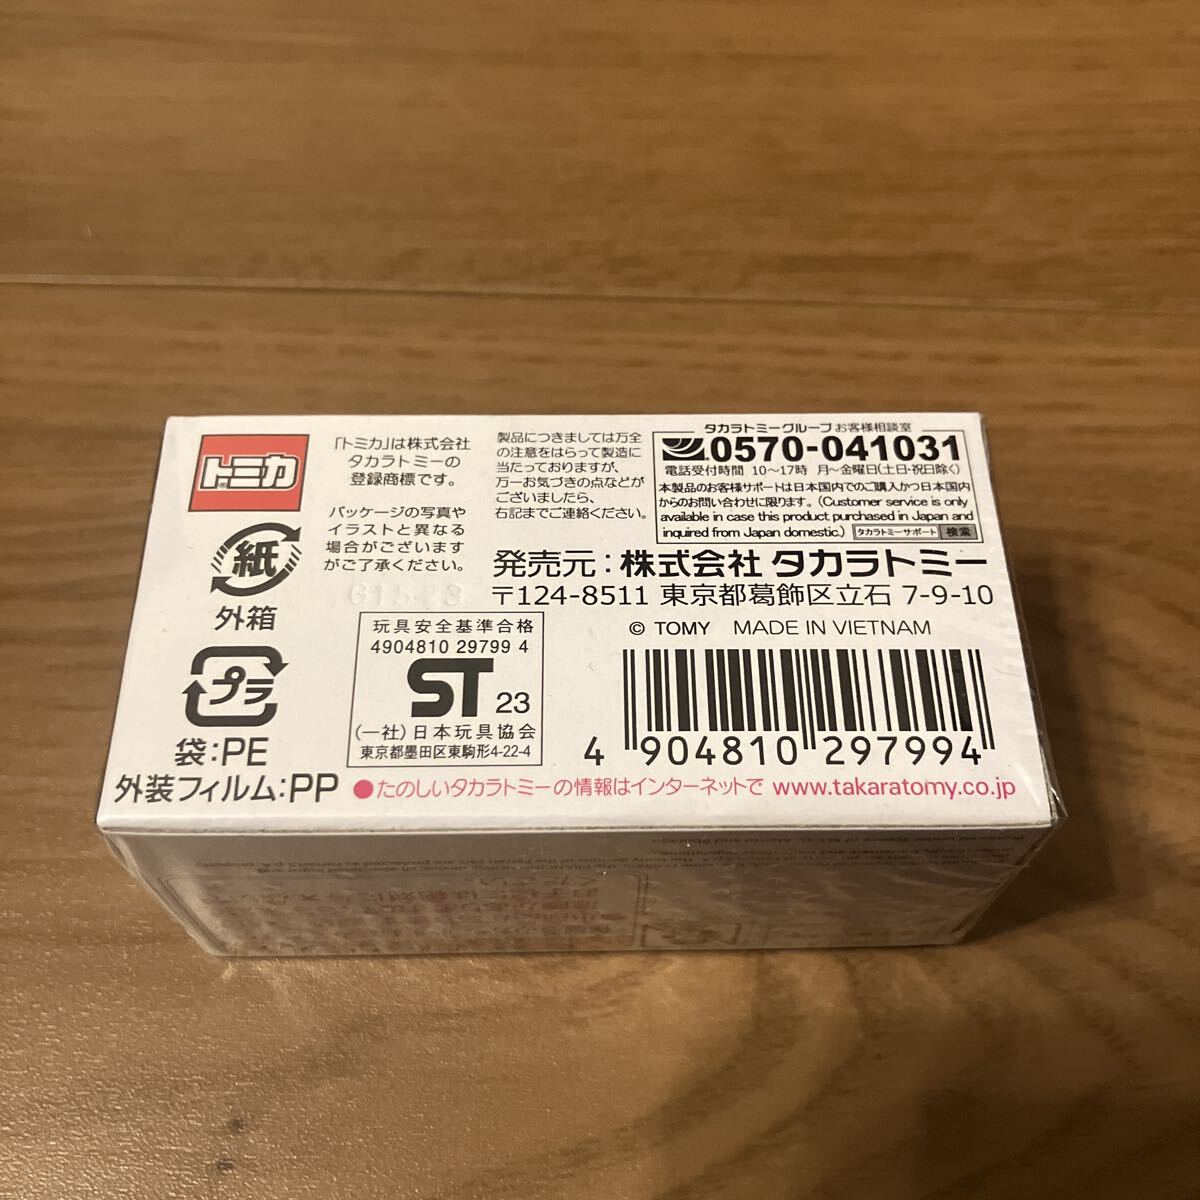 トミカ
「トミカ」は株式会社
タカラトミーの
登録商標です。
パッケージの写真や
イラストと異なる
場合がございます
がご了承ください。
製品につきましては万全
の注意をはらって製造に
当たっておりますが、
万一お気づきの点などが
ございましたら、
右記までご連絡ください。
タカラトミーグループ お客様相談室
0570-041031
電話受付時間 10〜17時 月〜金曜日(土日・祝日除く)
本製品のお客様サポートは日本国内でのご購入かつ日本国内
からのお問い合わせに限ります。(Customer service is only
available in case this product purchased in Japan and
inquired from Japan domestic.) タカラトミーサポート 検索
発売元:株式会社 タカラトミー
〒124-8511 東京都葛飾区立石 7-9-10
© TOMY MADE IN VIETNAM
紙
外箱
プラ
袋:PE
外装フィルム:PP
玩具安全基準合格
4904810 29799 4
ST 23
(一社)日本玩具協会
東京都墨田区東駒形4-22-4
4 904810 297994
●たのしいタカラトミーの情報はインターネットで www.takaratomy.co.jp